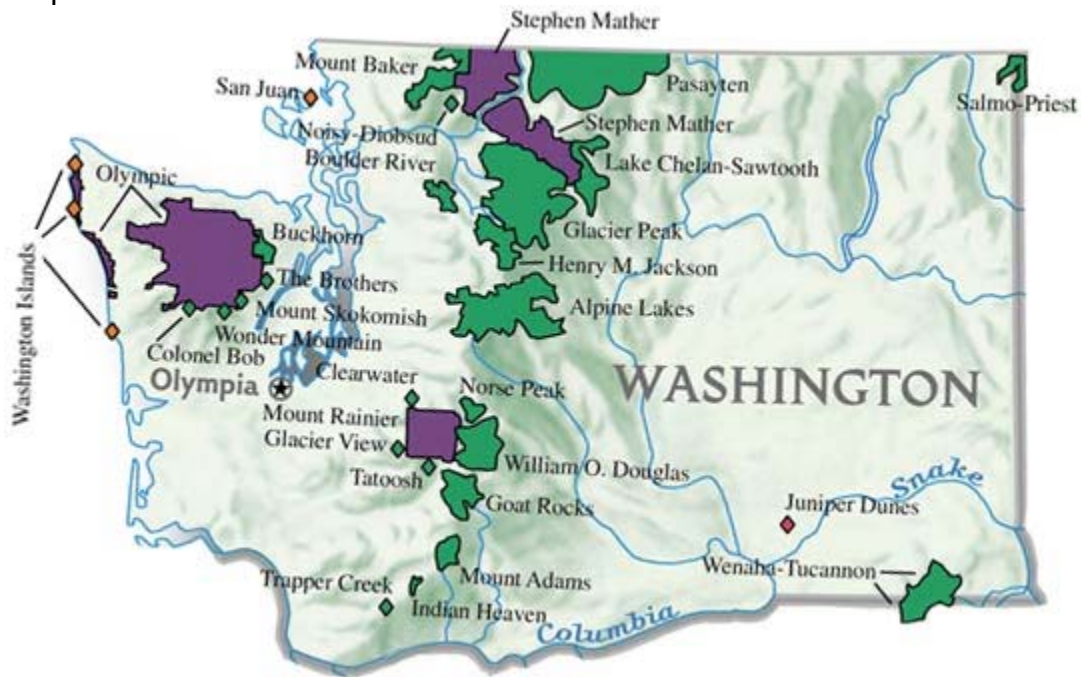 Stephen Mather
Mount Baker
San Juan
Pasayten
Salmo-Priest
Noisy-Diobsud
Stephen Mather
Boulder River
Lake Chelan-Sawtooth
Olympic
Buckhorn
Glacier Peak
Washington Islands
The Brothers
Henry M. Jackson
Mount Skokomish
Alpine Lakes
Wonder Mountain
Colonel Bob
Olympia
Clearwater
Norse Peak
WASHINGTON
Mount Rainier
Glacier View
William O. Douglas
Tatoosh
Goat Rocks
Snake
Juniper Dunes
Wenaha-Tucannon
Mount Adams
Trapper Creek
Indian Heaven
Columbia